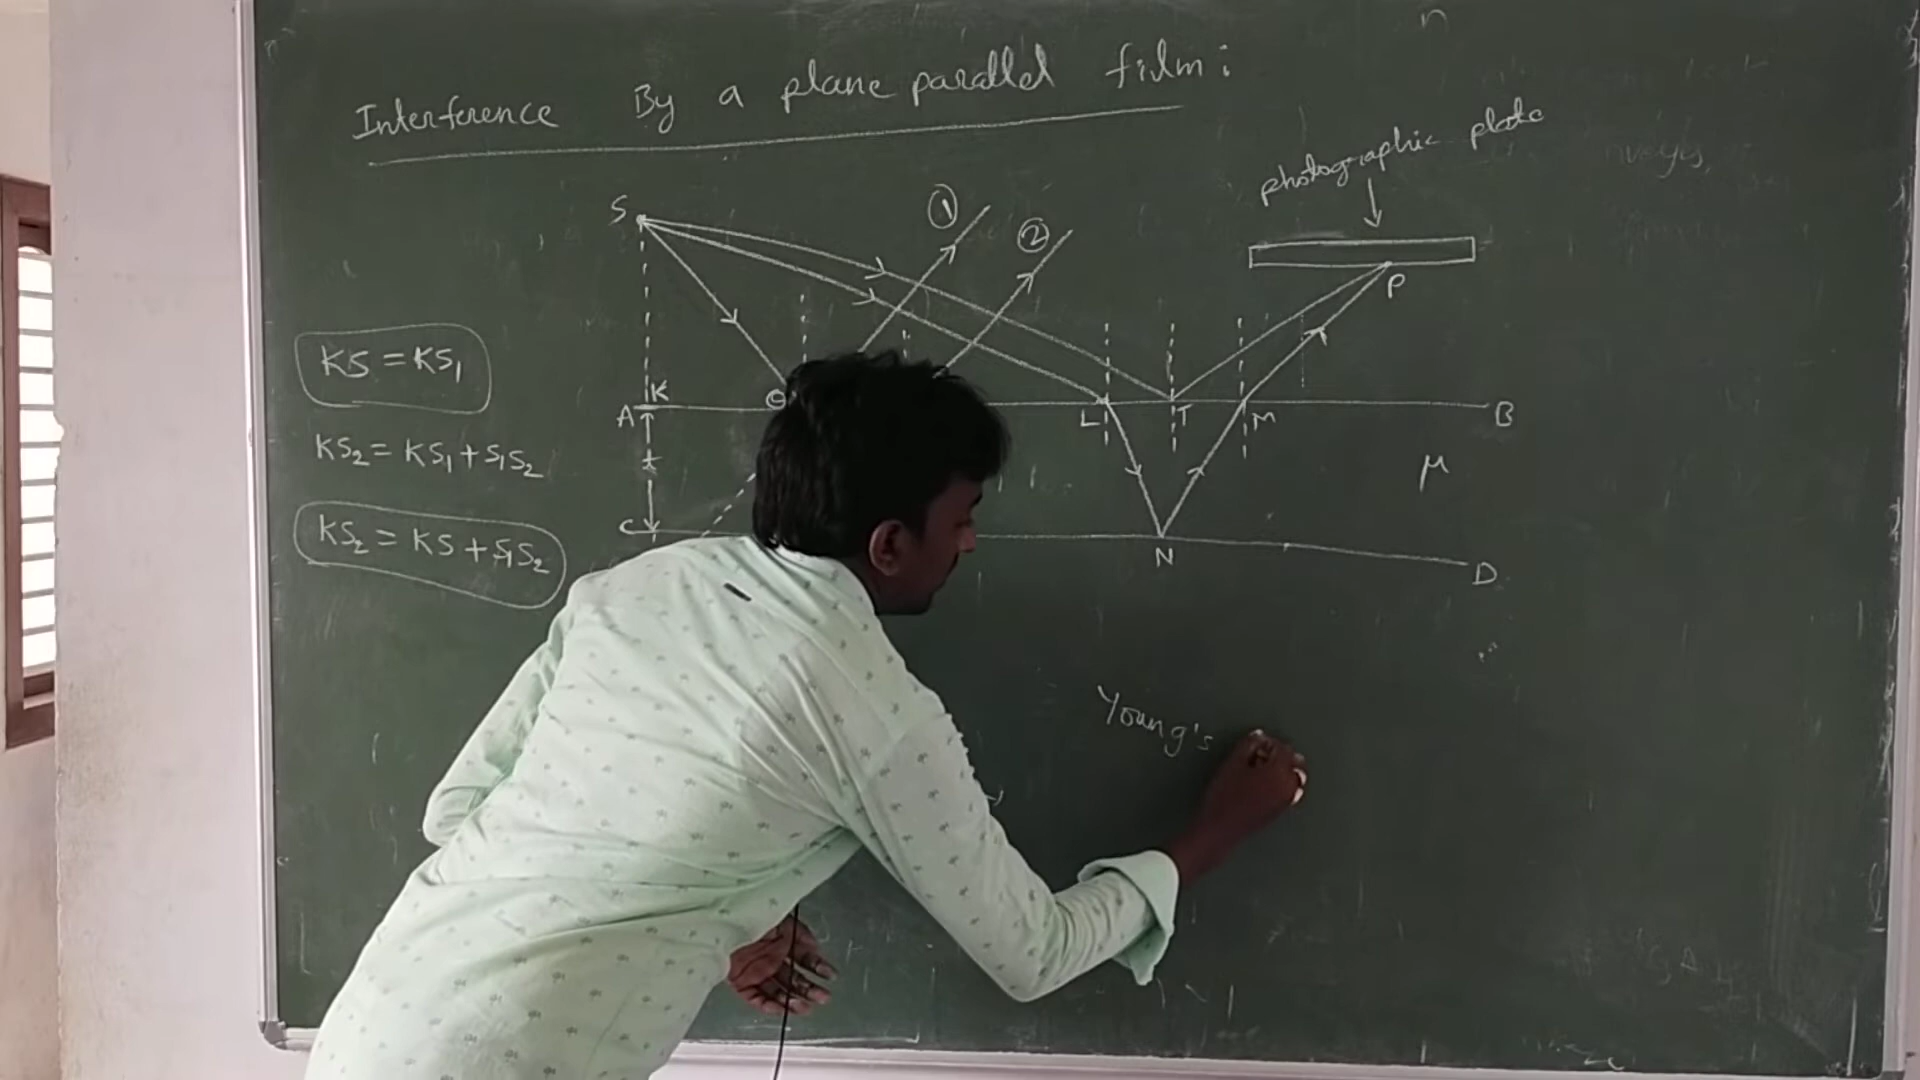 Interference By a plane parallel film:
photographic plate
S
①
②
P
KS = KS₁
A K
L T M B
KS₂ = KS₁ + S₁S₂
t
μ
KS₂ = KS + S₁S₂
C
N
D
Young's